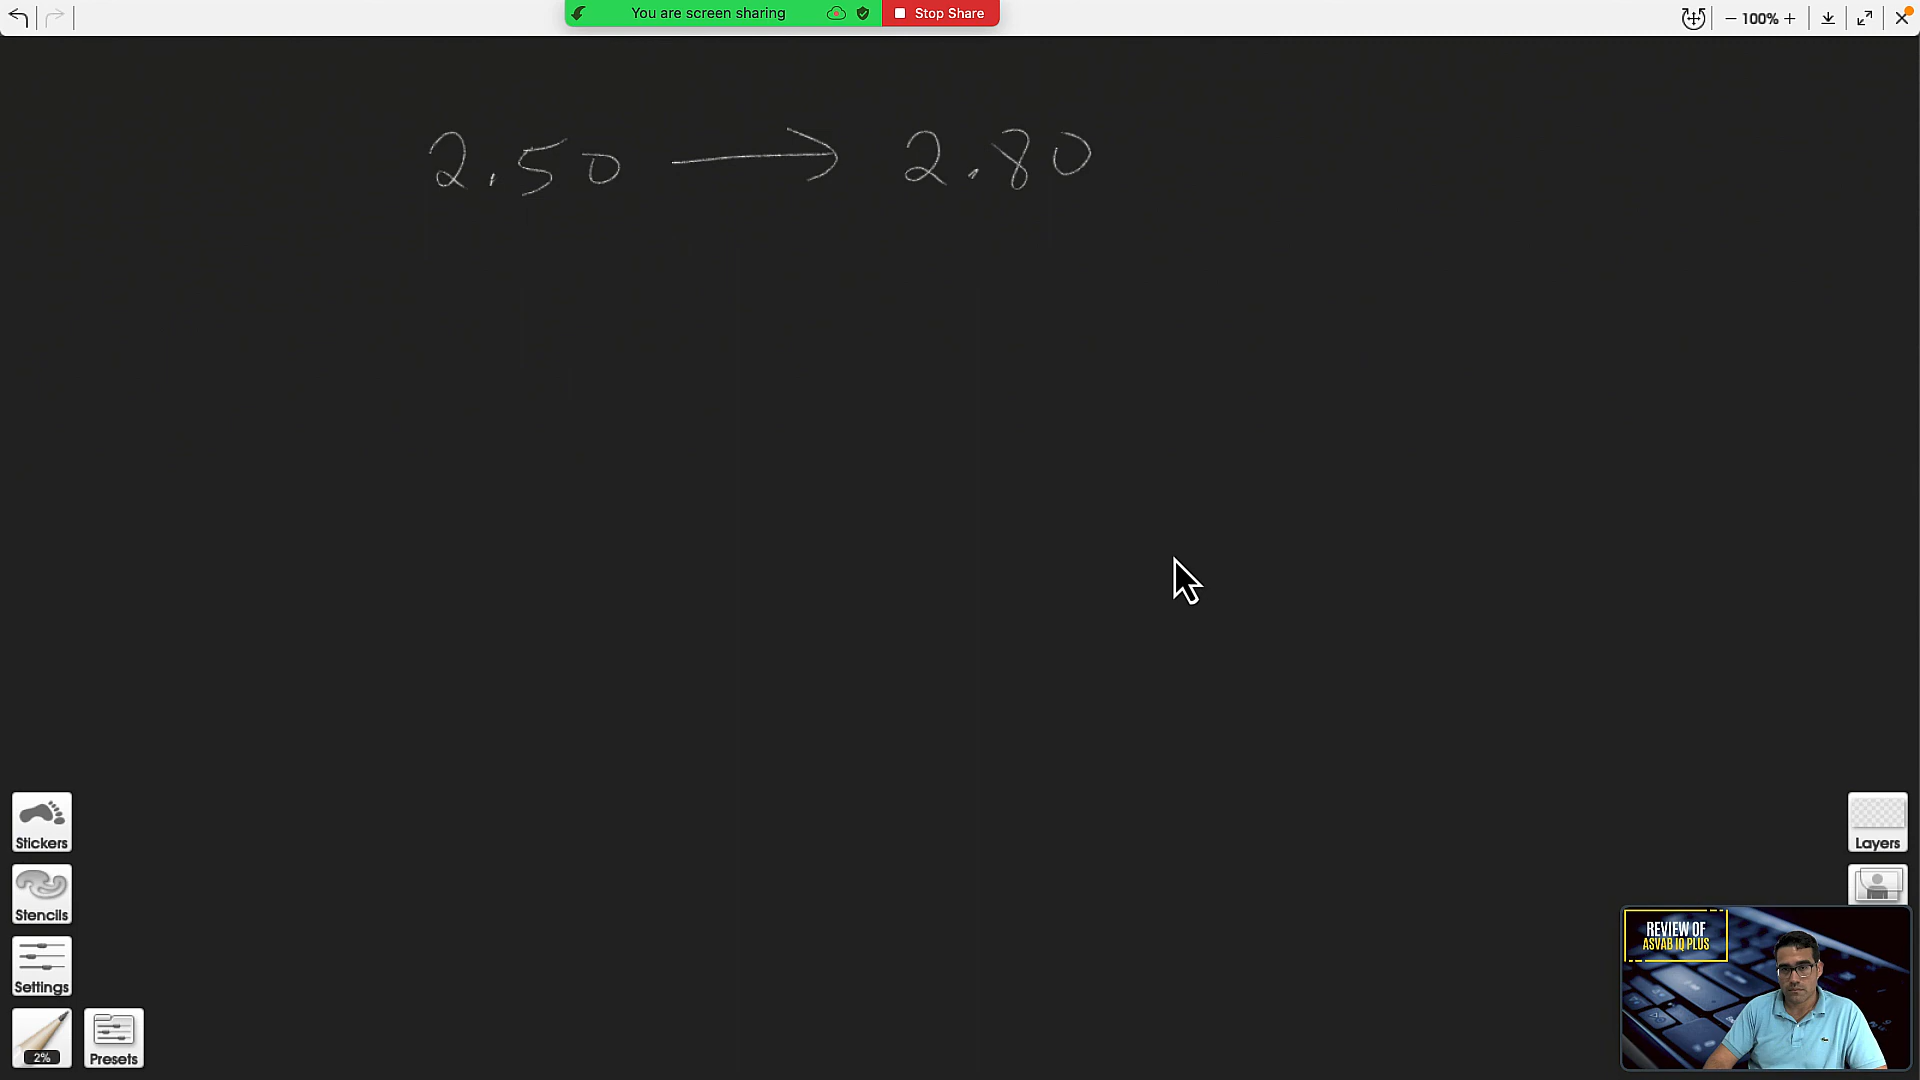 You are screen sharing Stop Share
100%
2.50 → 2.80
Stickers
Layers
Stencils
REVIEW OF
ASVAB IQ PLUS
Settings
2%
Presets